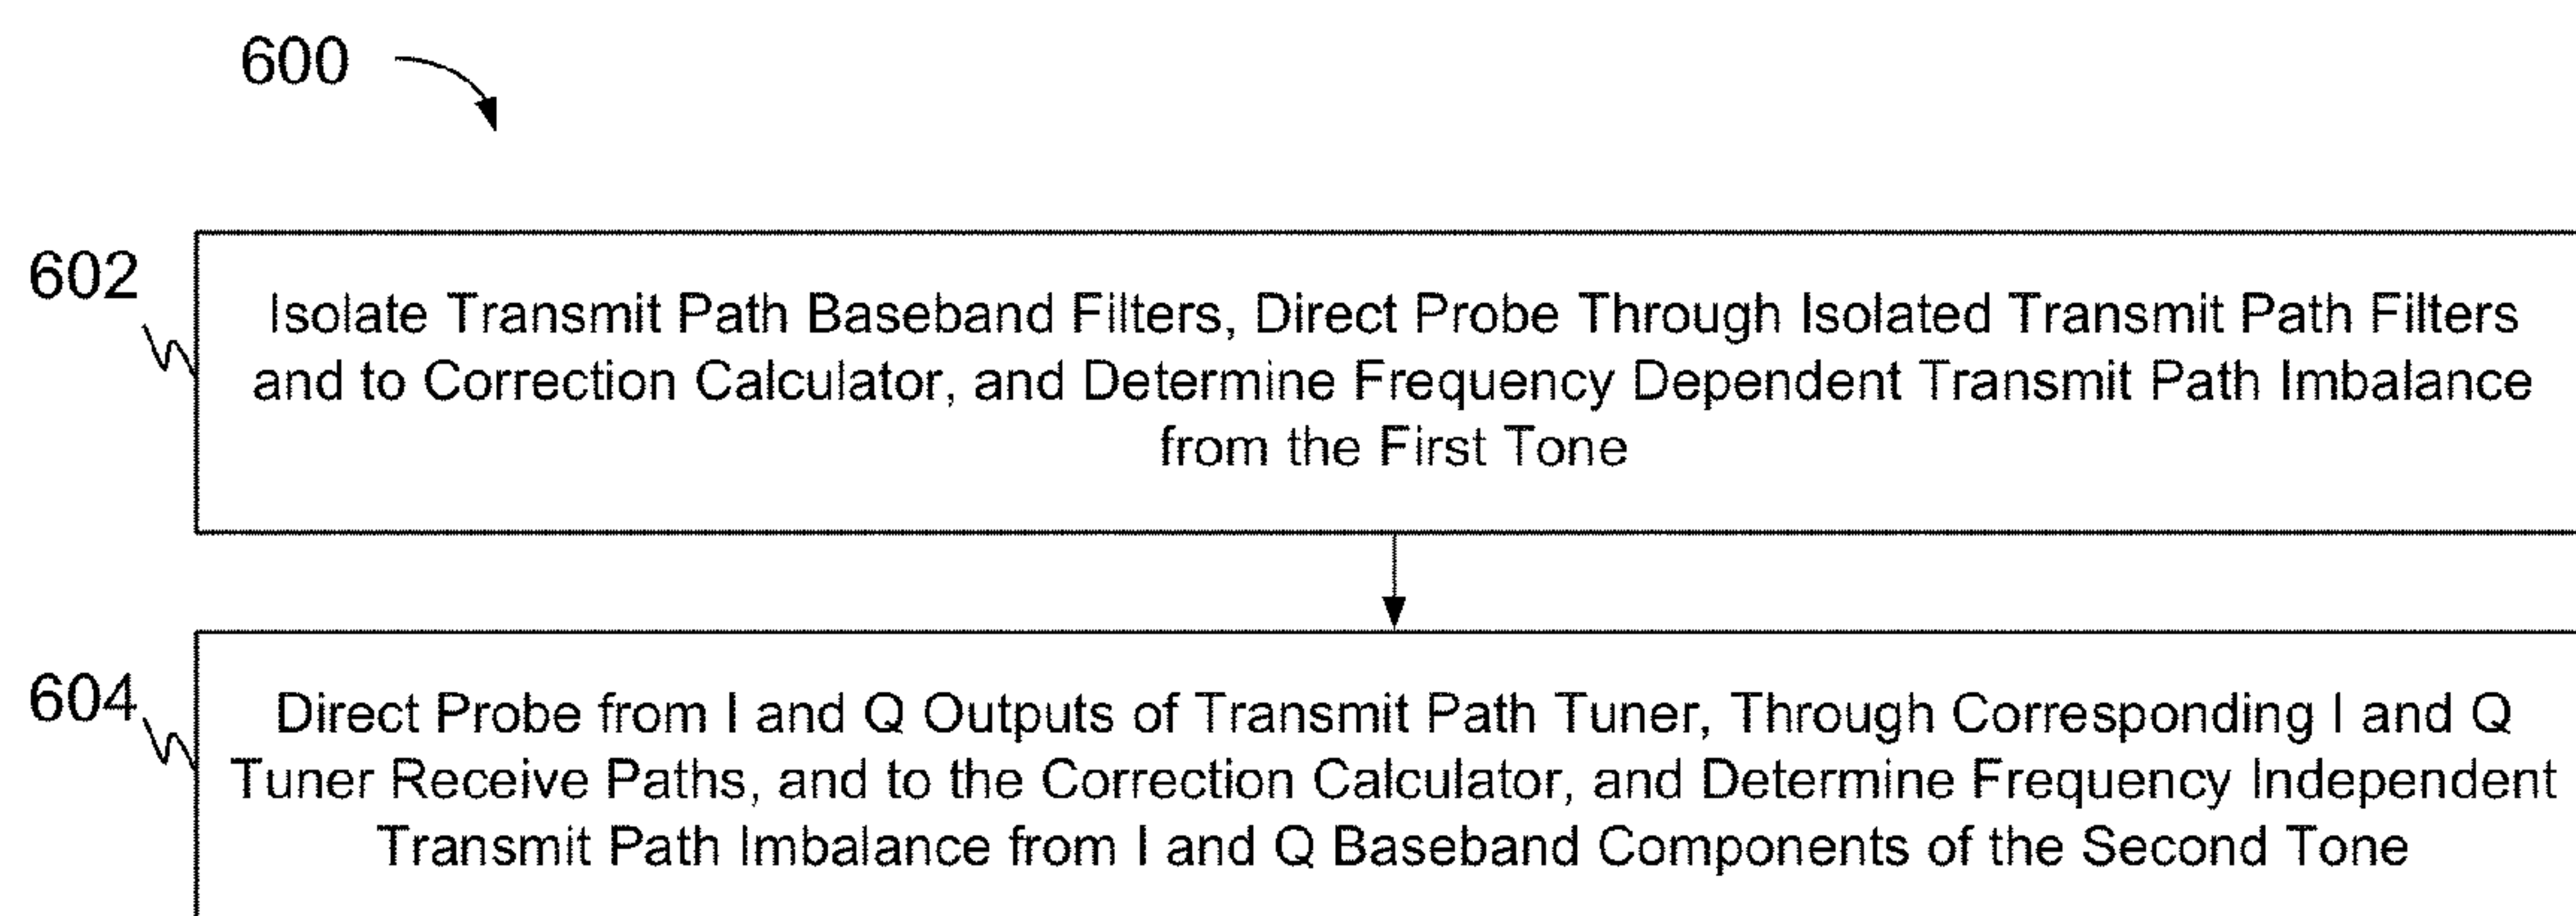 600
602
Isolate Transmit Path Baseband Filters, Direct Probe Through Isolated Transmit Path Filters
and to Correction Calculator, and Determine Frequency Dependent Transmit Path Imbalance
from the First Tone
604
Direct Probe from I and Q Outputs of Transmit Path Tuner, Through Corresponding I and Q
Tuner Receive Paths, and to the Correction Calculator, and Determine Frequency Independent
Transmit Path Imbalance from I and Q Baseband Components of the Second Tone